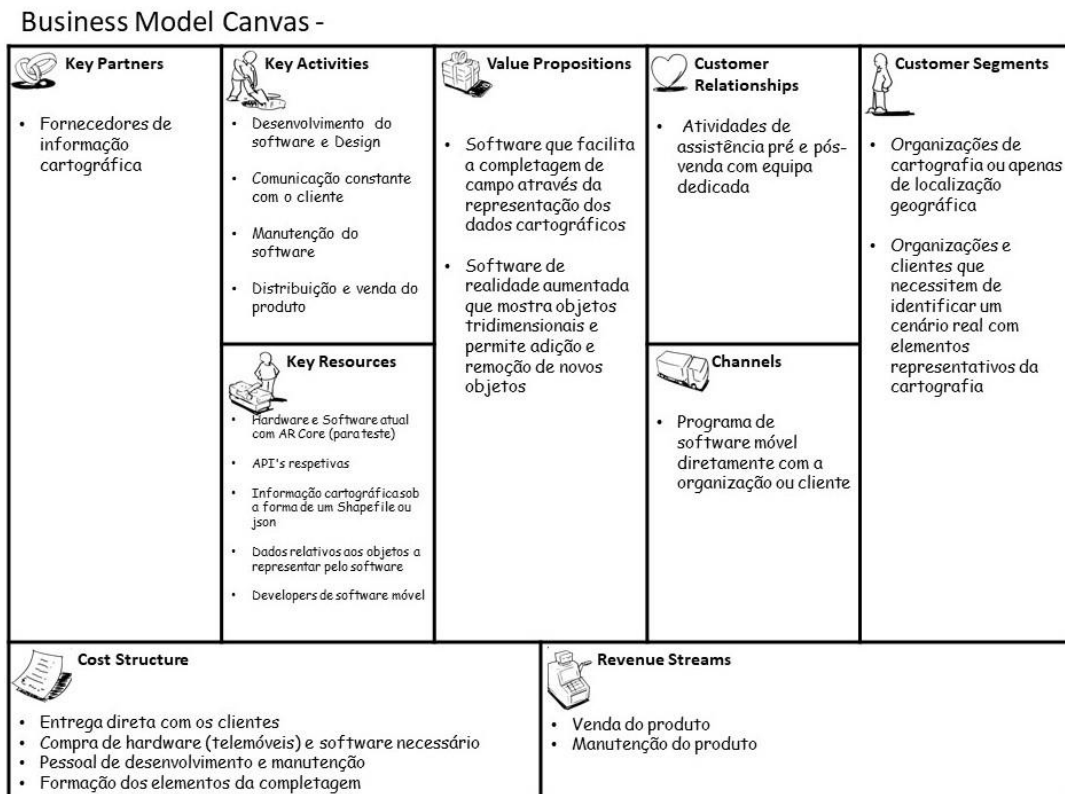 Business Model Canvas -
Key Partners
• Fornecedores de
informação
cartográfica
Key Activities
• Desenvolvimento do
software e Design
• Comunicação constante
com o cliente
• Manutenção do
software
• Distribuição e venda do
produto
Key Resources
• Hardware e Software atual
com AR Core (para teste)
• API's respetivas
• Informação cartográfica sob
a forma de um Shapefile ou
json
• Dados relativos aos objetos a
representar pelo software
• Developers de software móvel
Value Propositions
• Software que facilita
a completagem de
campo através da
representação dos
dados cartográficos
• Software de
realidade aumentada
que mostra objetos
tridimensionais e
permite adição e
remoção de novos
objetos
Customer
Relationships
• Atividades de
assistência pré e pós-
venda com equipa
dedicada
Channels
• Programa de
software móvel
diretamente com a
organização ou cliente
Customer Segments
• Organizações de
cartografia ou apenas
de localização
geográfica
• Organizações e
clientes que
necessitem de
identificar um
cenário real com
elementos
representativos da
cartografia
Cost Structure
• Entrega direta com os clientes
• Compra de hardware (telemóveis) e software necessário
• Pessoal de desenvolvimento e manutenção
• Formação dos elementos da completagem
Revenue Streams
• Venda do produto
• Manutenção do produto